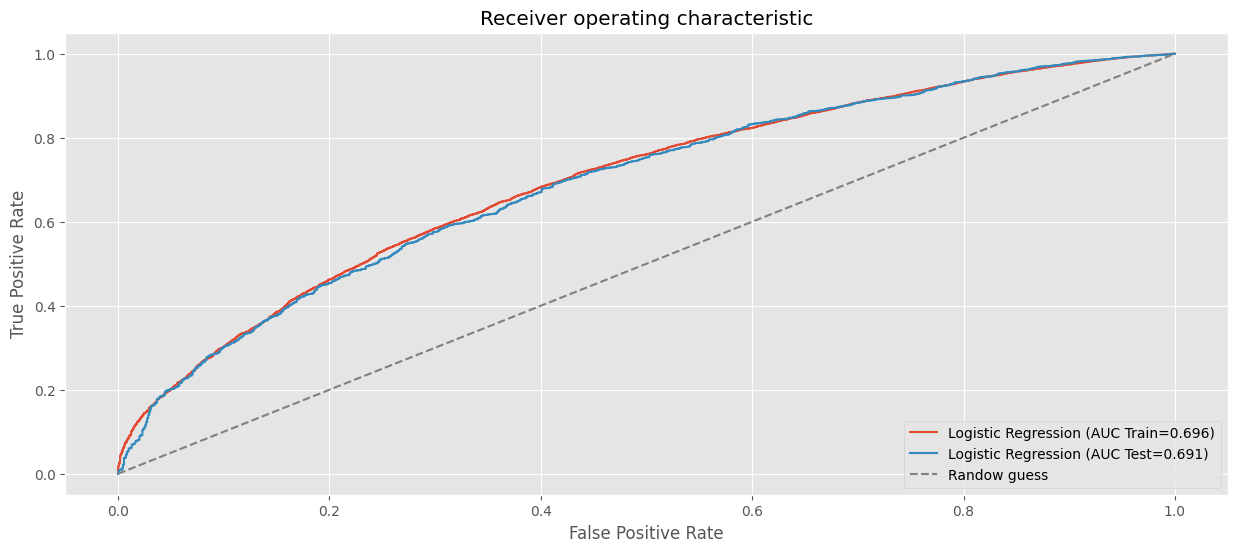 Receiver operating characteristic
1.0
0.8
0.6
0.4
0.2
0.0
True Positive Rate
Logistic Regression (AUC Train=0.696)
Logistic Regression (AUC Test=0.691)
Randow guess
0.0 0.2 0.4 0.6 0.8 1.0
False Positive Rate